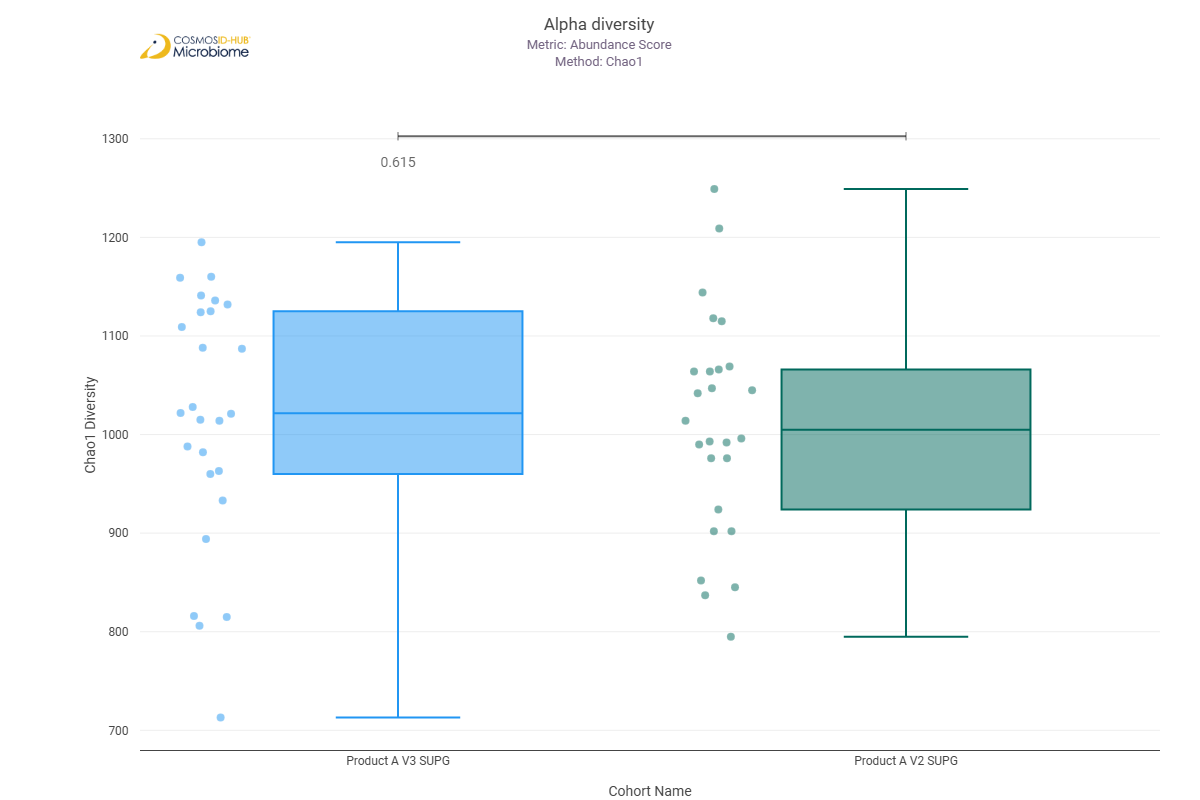 COSMOSID-HUB
Microbiome
Alpha diversity
Metric: Abundance Score
Method: Chao1
1300
0.615
1200
1100
1000
900
800
700
Chao1 Diversity
Product A V3 SUPG
Product A V2 SUPG
Cohort Name